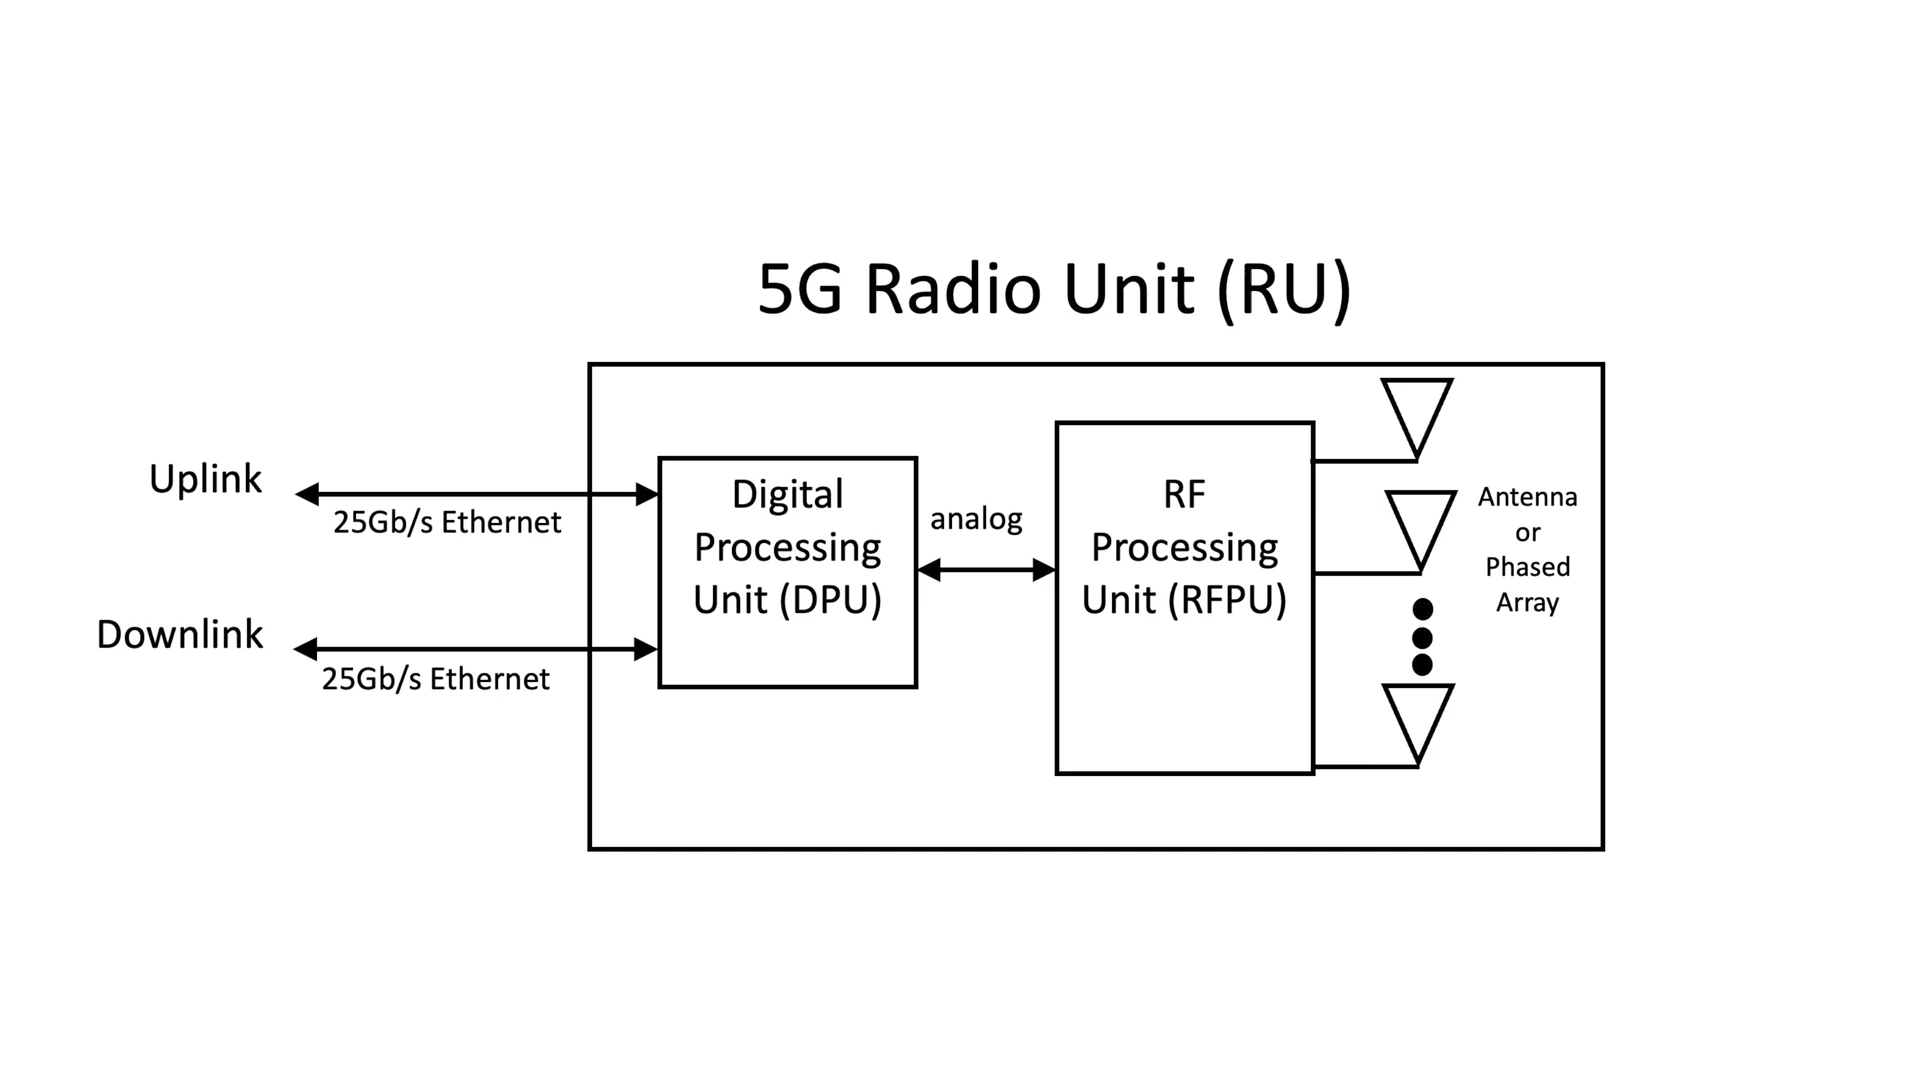 5G Radio Unit (RU)
Uplink
25Gb/s Ethernet
Downlink
25Gb/s Ethernet
Digital
Processing
Unit (DPU)
analog
RF
Processing
Unit (RFPU)
Antenna
or
Phased
Array